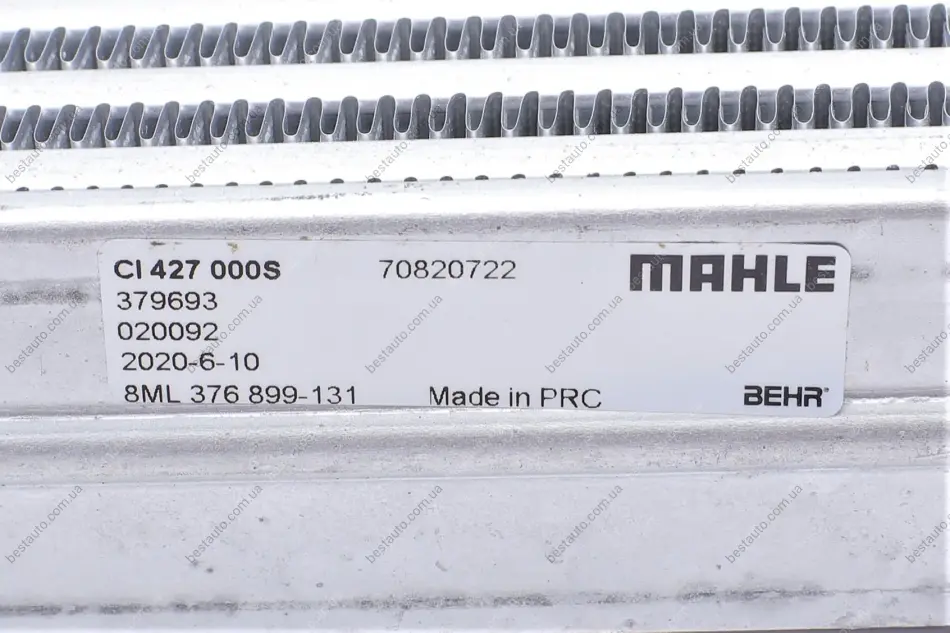 CI 427 000S 70820722 MAHLE
379693
020092
2020-6-10
8ML 376 899-131 Made in PRC BEHR®
bestauto.com.ua